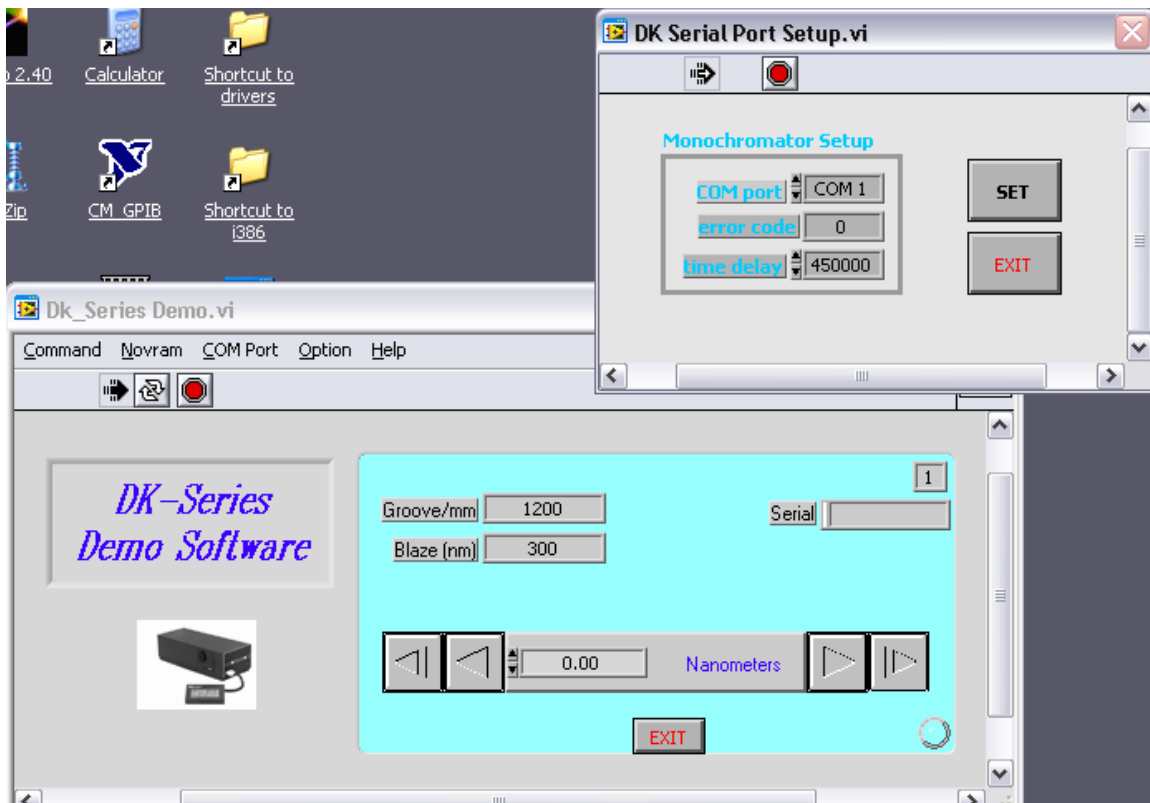 2.40
Calculator
Shortcut to
drivers
Zip
CM GPIB
Shortcut to
i386
DK Serial Port Setup.vi
Monochromator Setup
COM port COM 1
error code 0
time delay 450000
SET
EXIT
Dk_Series Demo.vi
Command Novram COM Port Option Help
DK-Series
Demo Software
1
Groove/mm 1200
Serial
Blaze (nm) 300
0.00 Nanometers
EXIT